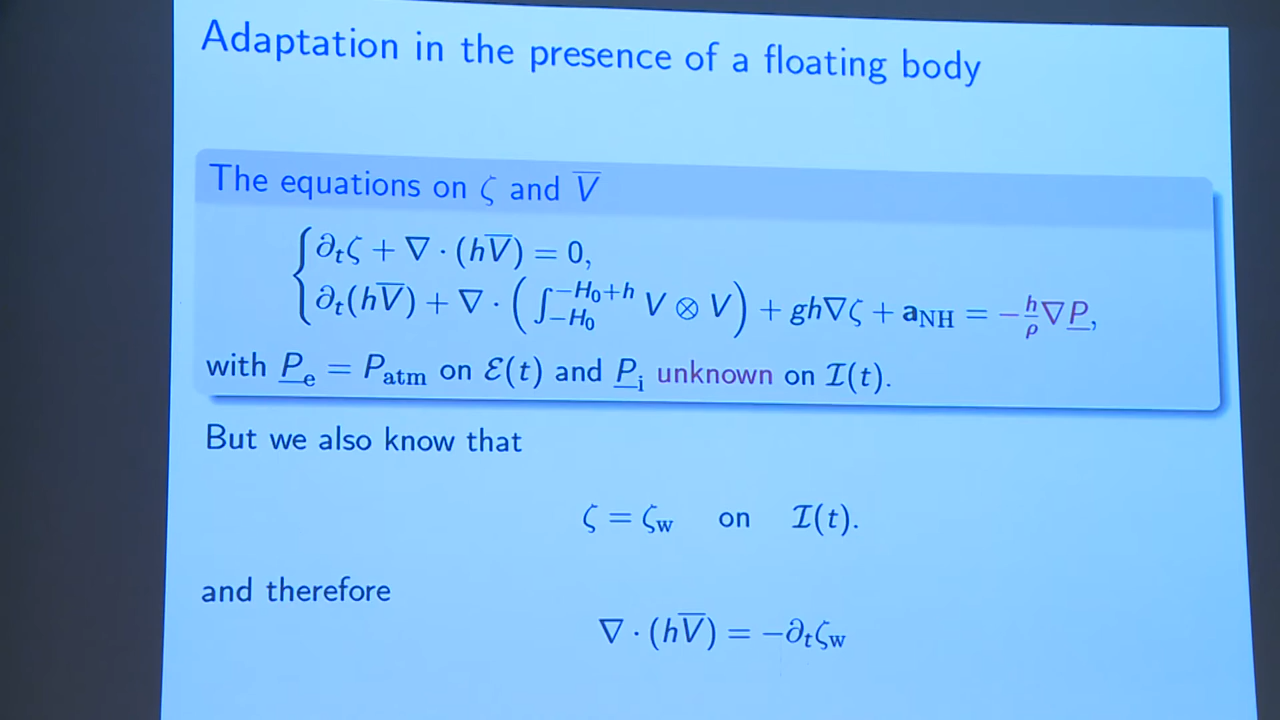 Adaptation in the presence of a floating body
The equations on ζ and V̅
∂ₜζ + ∇ · (hV̅) = 0,
∂ₜ(hV̅) + ∇ · (∫_{-H₀}^{-H₀+h} V ⊗ V) + gh∇ζ + a_NH = -h/ρ ∇P̲,
with P̲ₑ = P_atm on ℰ(t) and P̲ᵢ unknown on ℐ(t).
But we also know that
ζ = ζ_w on ℐ(t).
and therefore
∇ · (hV̅) = -∂ₜζ_w